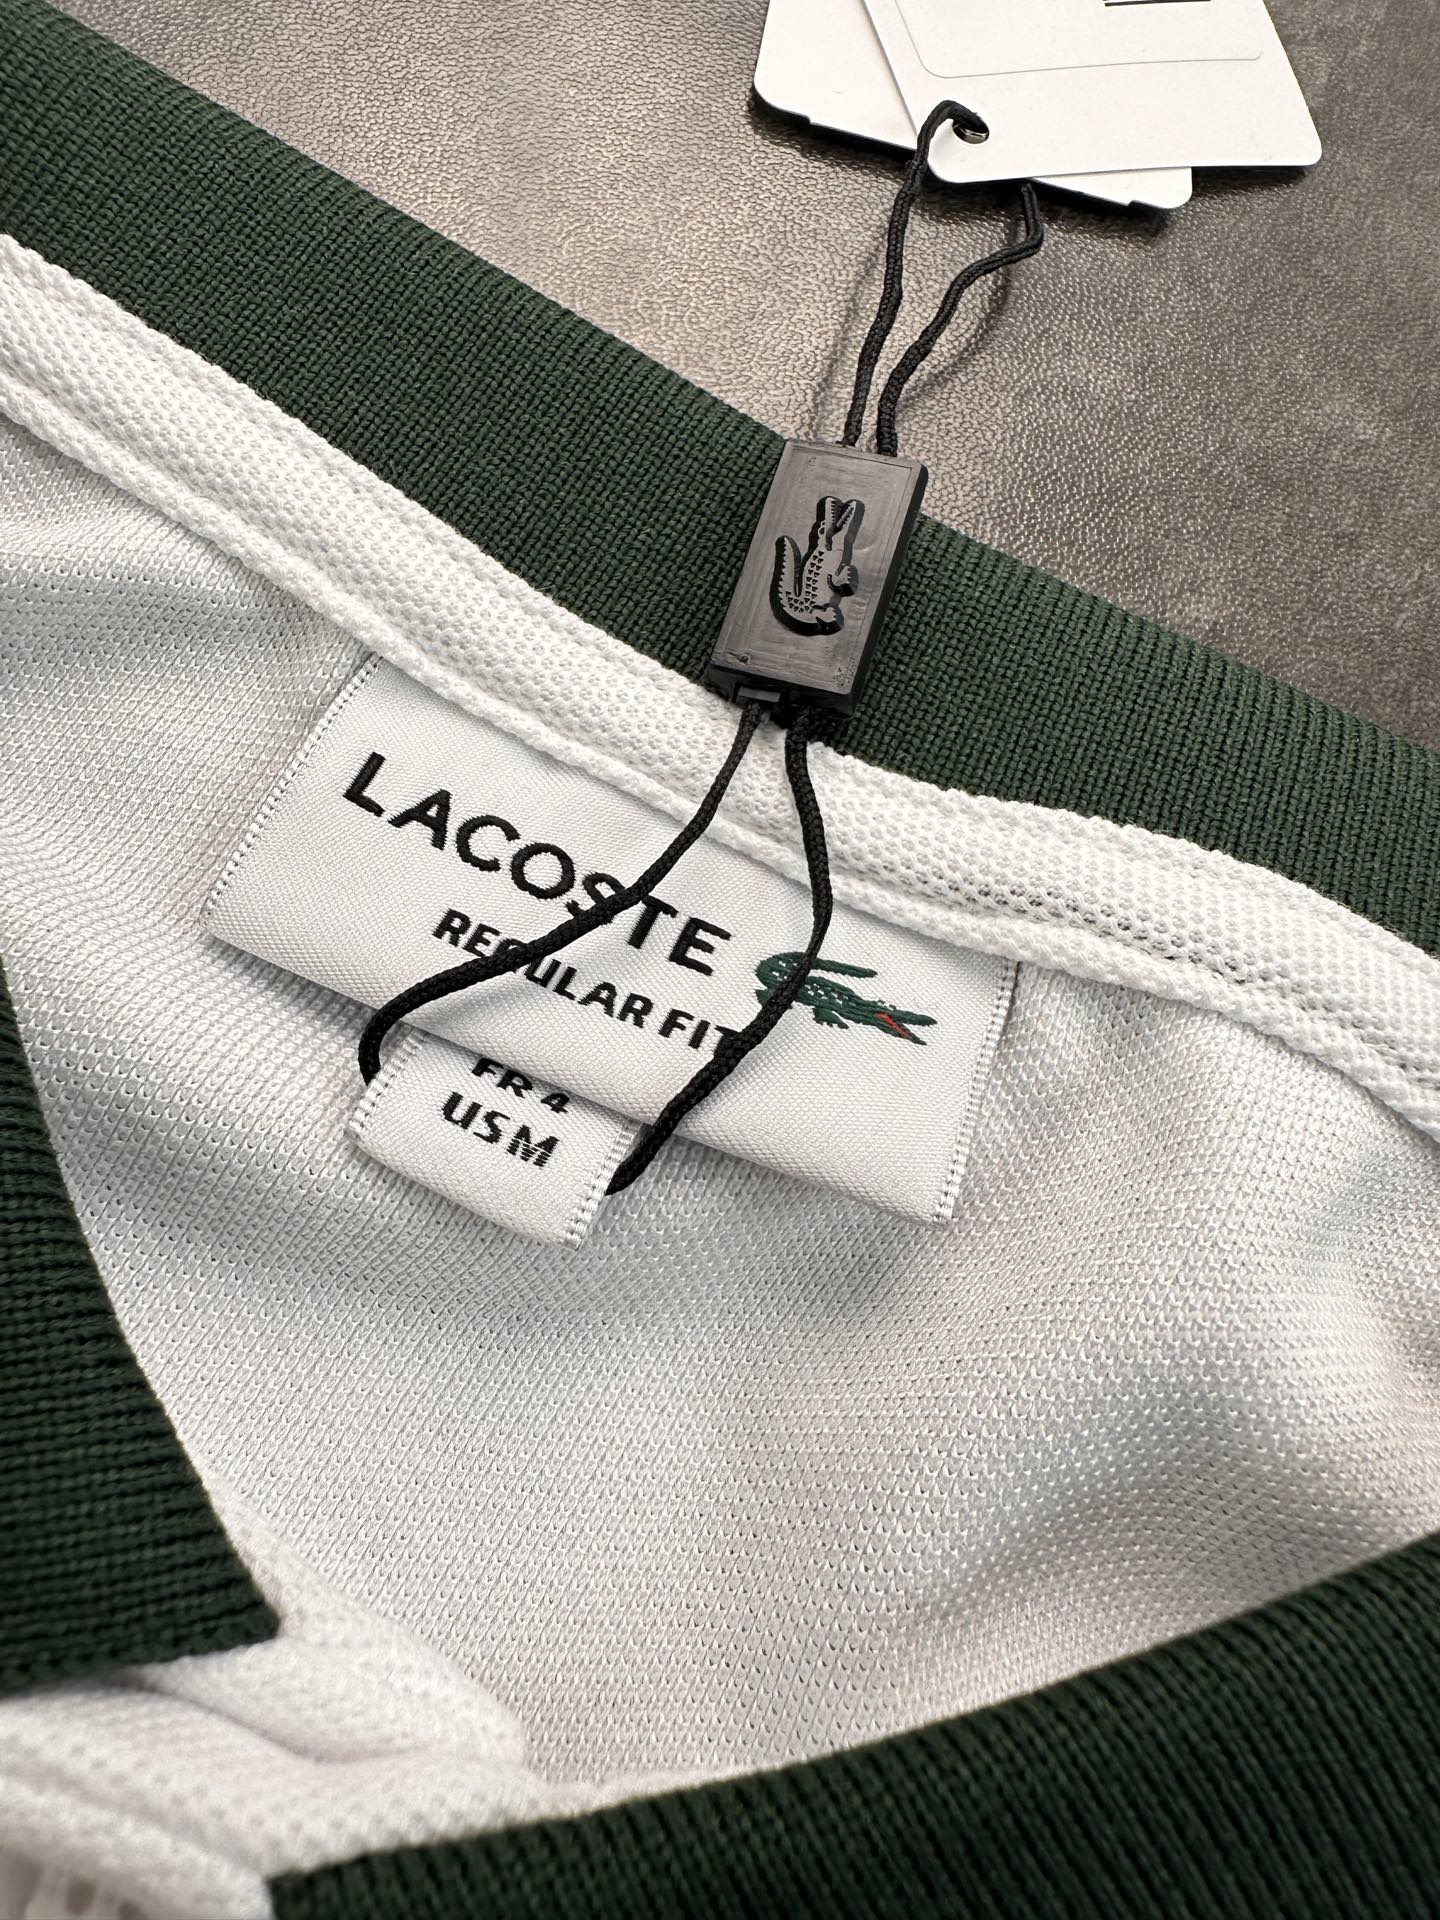 LACOSTE
REGULAR FIT
FR 4
US M